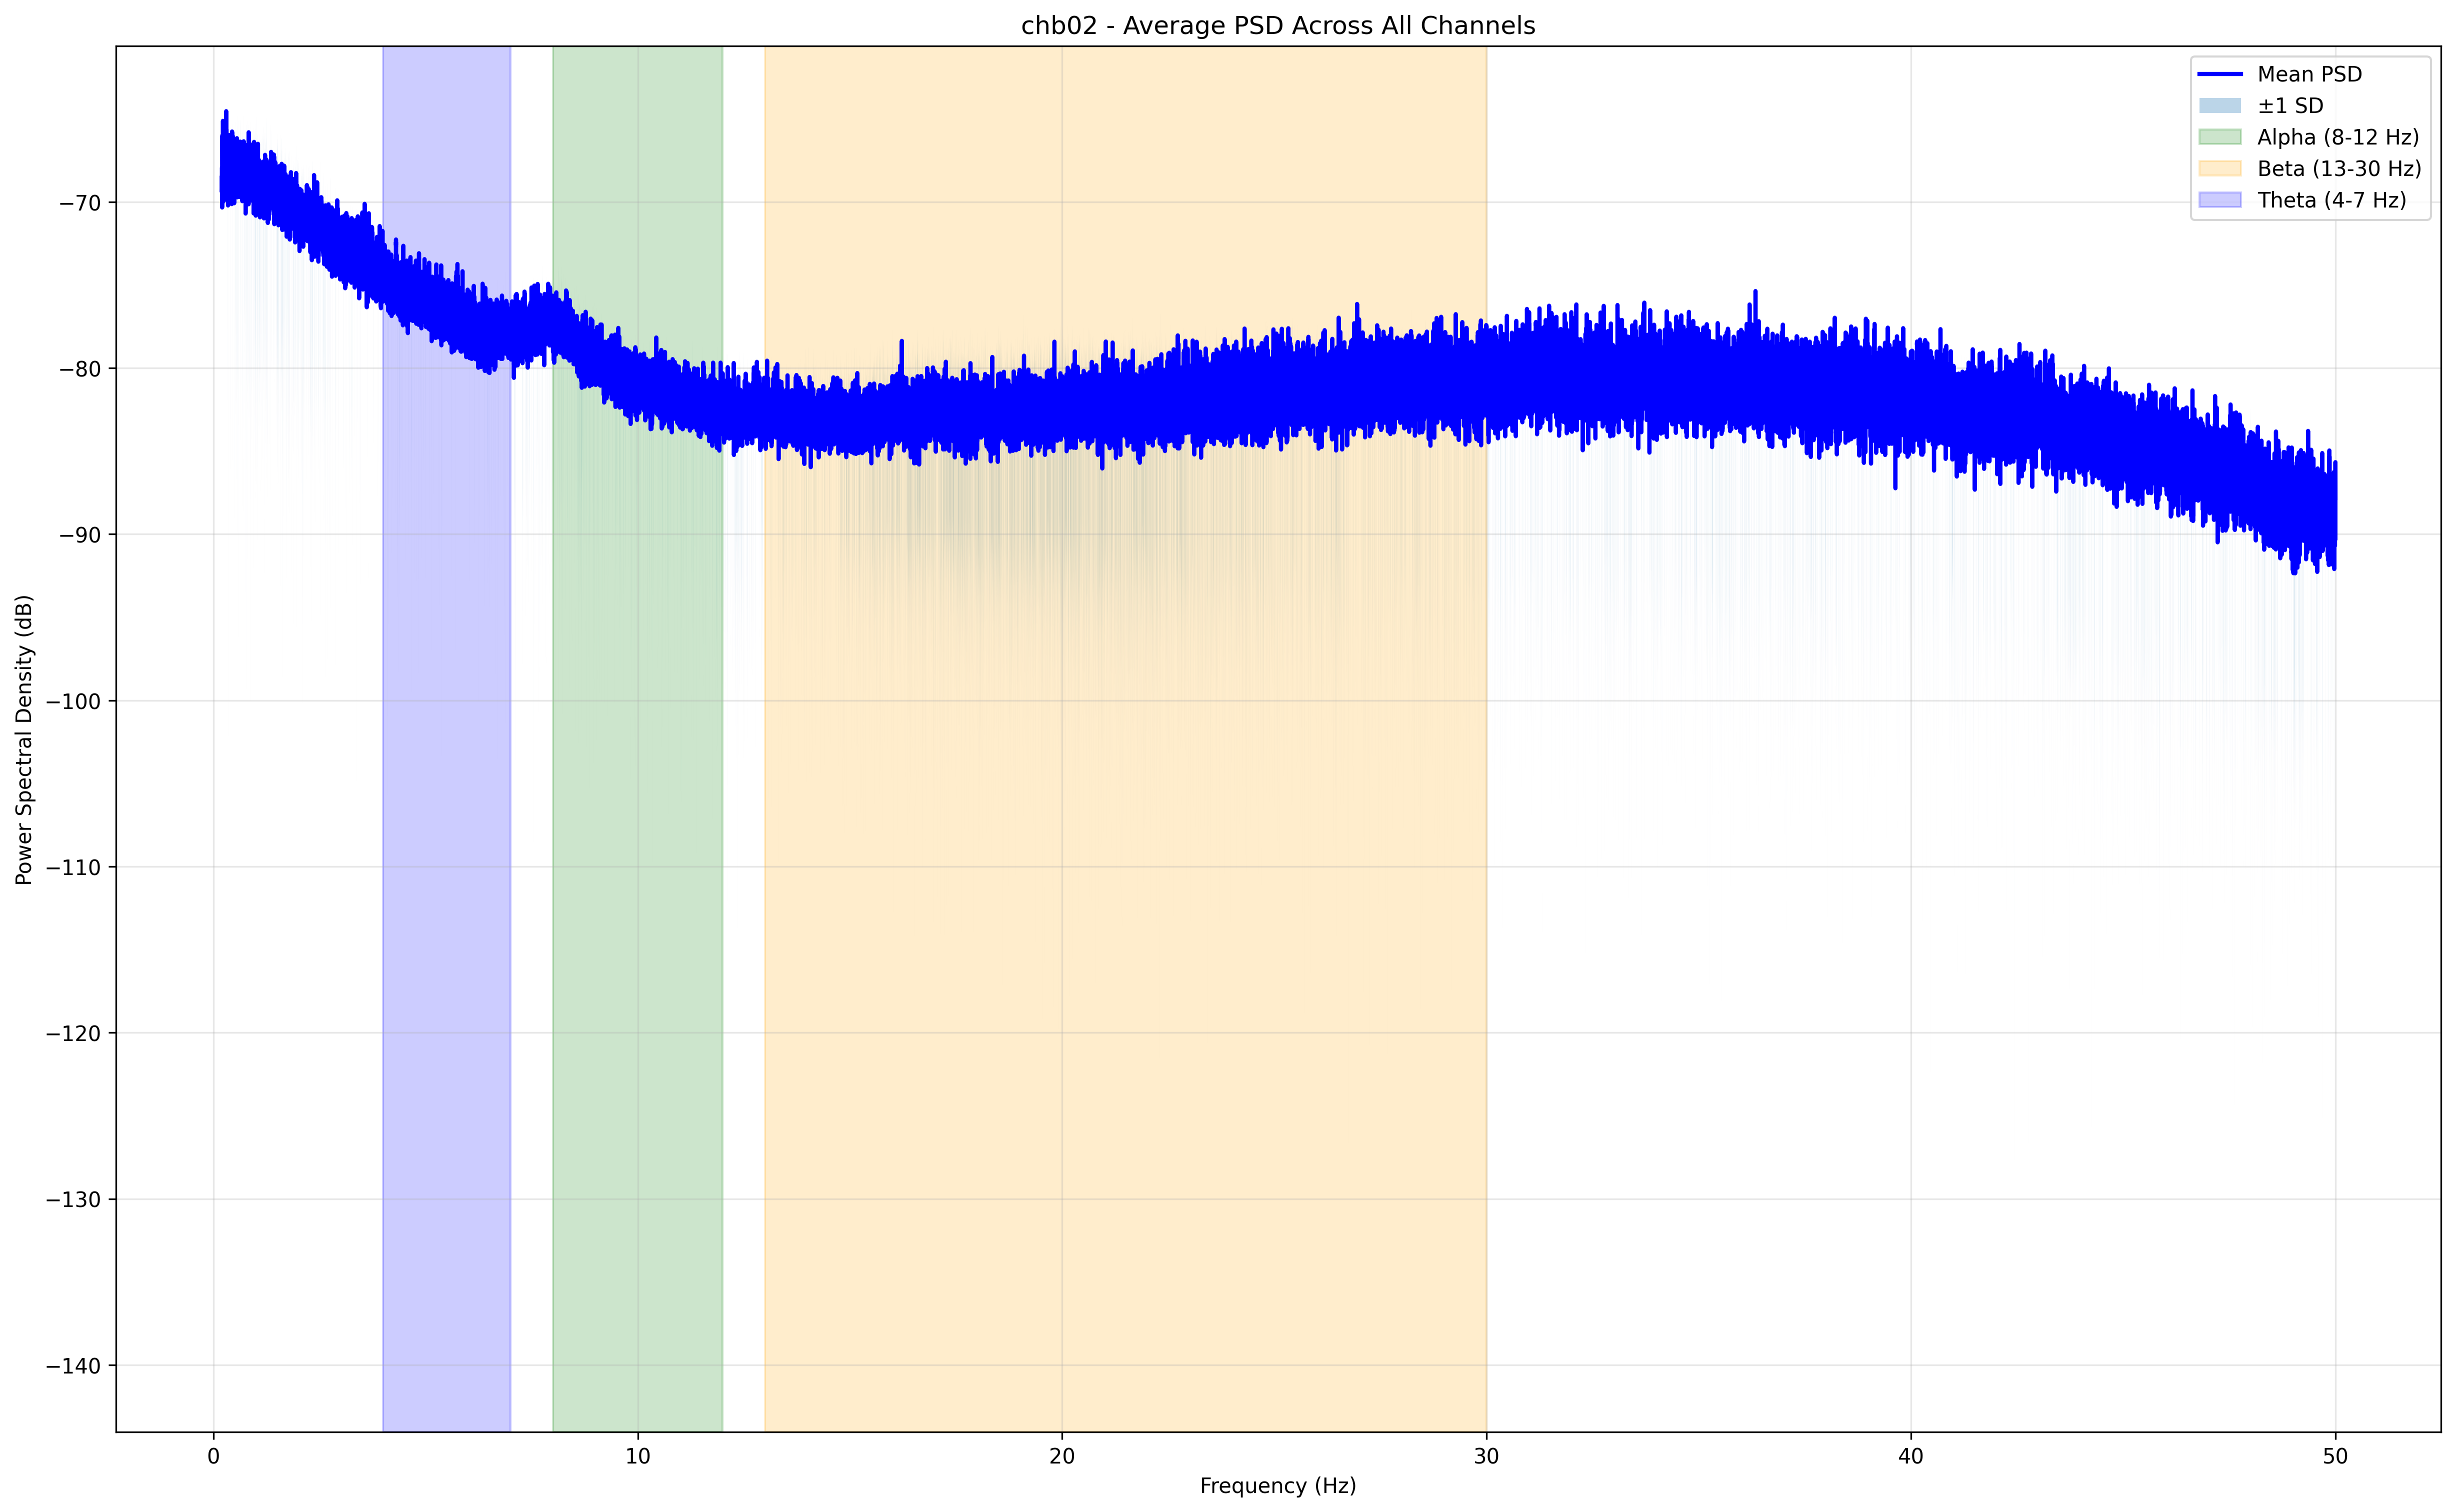 chb02 - Average PSD Across All Channels
Mean PSD
±1 SD
Alpha (8-12 Hz)
Beta (13-30 Hz)
Theta (4-7 Hz)
Power Spectral Density (dB)
−70
−80
−90
−100
−110
−120
−130
−140
0 10 20 30 40 50
Frequency (Hz)